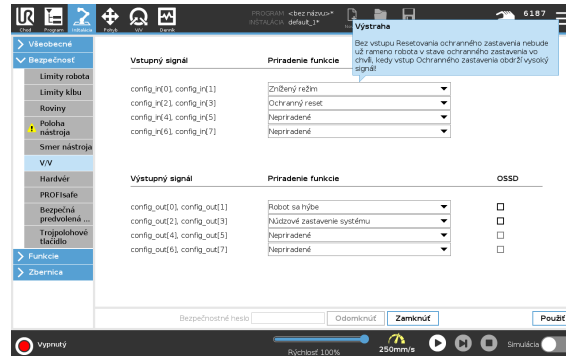 PROGRAM <bez názvu>*
INŠTALÁCIA default_1*
6187
Chod Program Inštalácia Pohyb V/V Denník
Výstraha
Bez vstupu Resetovania ochranného zastavenia nebude
už rameno robota v stave ochranného zastavenia vo
chvíli, kedy vstup Ochranného zastavenia obdrží vysoký
signál!
Všeobecné
Bezpečnosť
Limity robota
Limity kĺbu
Roviny
Poloha
nástroja
Smer nástroja
V/V
Hardvér
PROFIsafe
Bezpečná
predvolená ...
Trojpolohové
tlačidlo
Funkcie
Zbernica
Vstupný signál Priradenie funkcie
config_in[0], config_in[1] Znížený režim
config_in[2], config_in[3] Ochranný reset
config_in[4], config_in[5] Nepriradené
config_in[6], config_in[7] Nepriradené
Výstupný signál Priradenie funkcie OSSD
config_out[0], config_out[1] Robot sa hýbe
config_out[2], config_out[3] Núdzové zastavenie systému
config_out[4], config_out[5] Nepriradené
config_out[6], config_out[7] Nepriradené
Bezpečnostné heslo Odomknúť Zamknúť Použiť
Vypnutý Rýchlosť 100% 250mm/s Simulácia